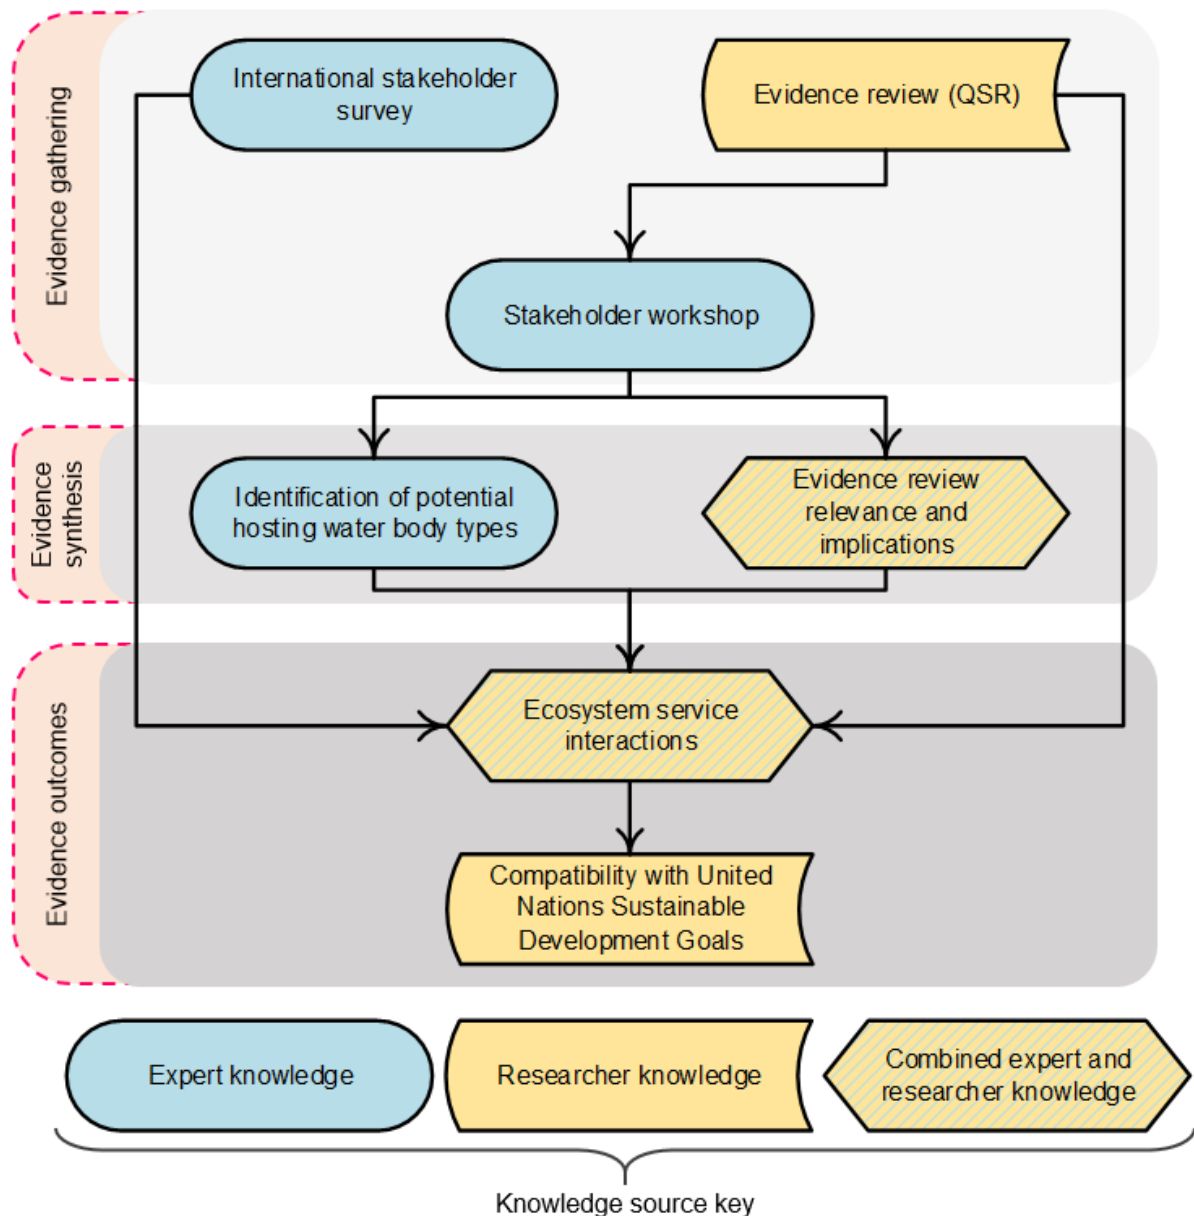 Evidence gathering
International stakeholder
survey
Evidence review (QSR)
Stakeholder workshop
Evidence
synthesis
Identification of potential
hosting water body types
Evidence review
relevance and
implications
Evidence outcomes
Ecosystem service
interactions
Compatibility with United
Nations Sustainable
Development Goals
Expert knowledge
Researcher knowledge
Combined expert and
researcher knowledge
Knowledge source key